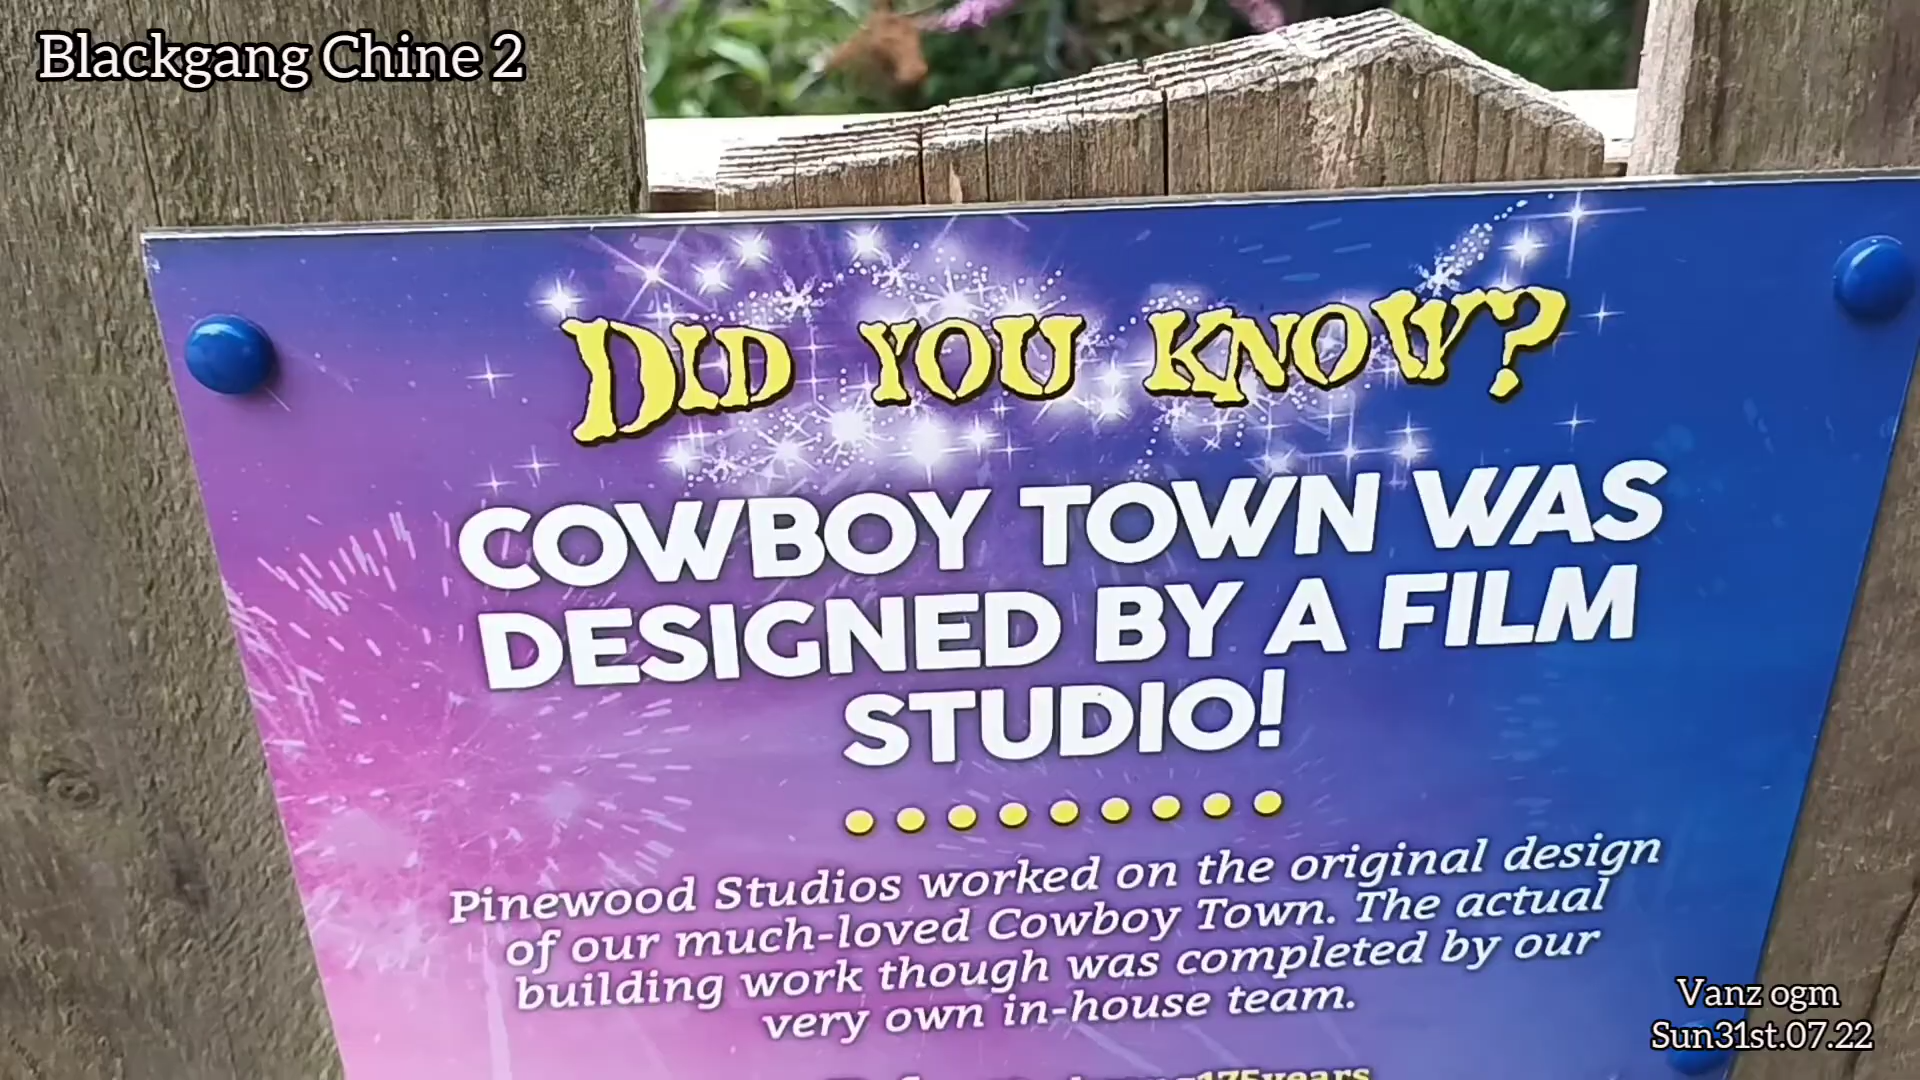 Blackgang Chine 2
DID YOU KNOW?
COWBOY TOWN WAS
DESIGNED BY A FILM
STUDIO!
Pinewood Studios worked on the original design
of our much-loved Cowboy Town. The actual
building work though was completed by our
very own in-house team.
175years
Vanz ogm
Sun31st.07.22